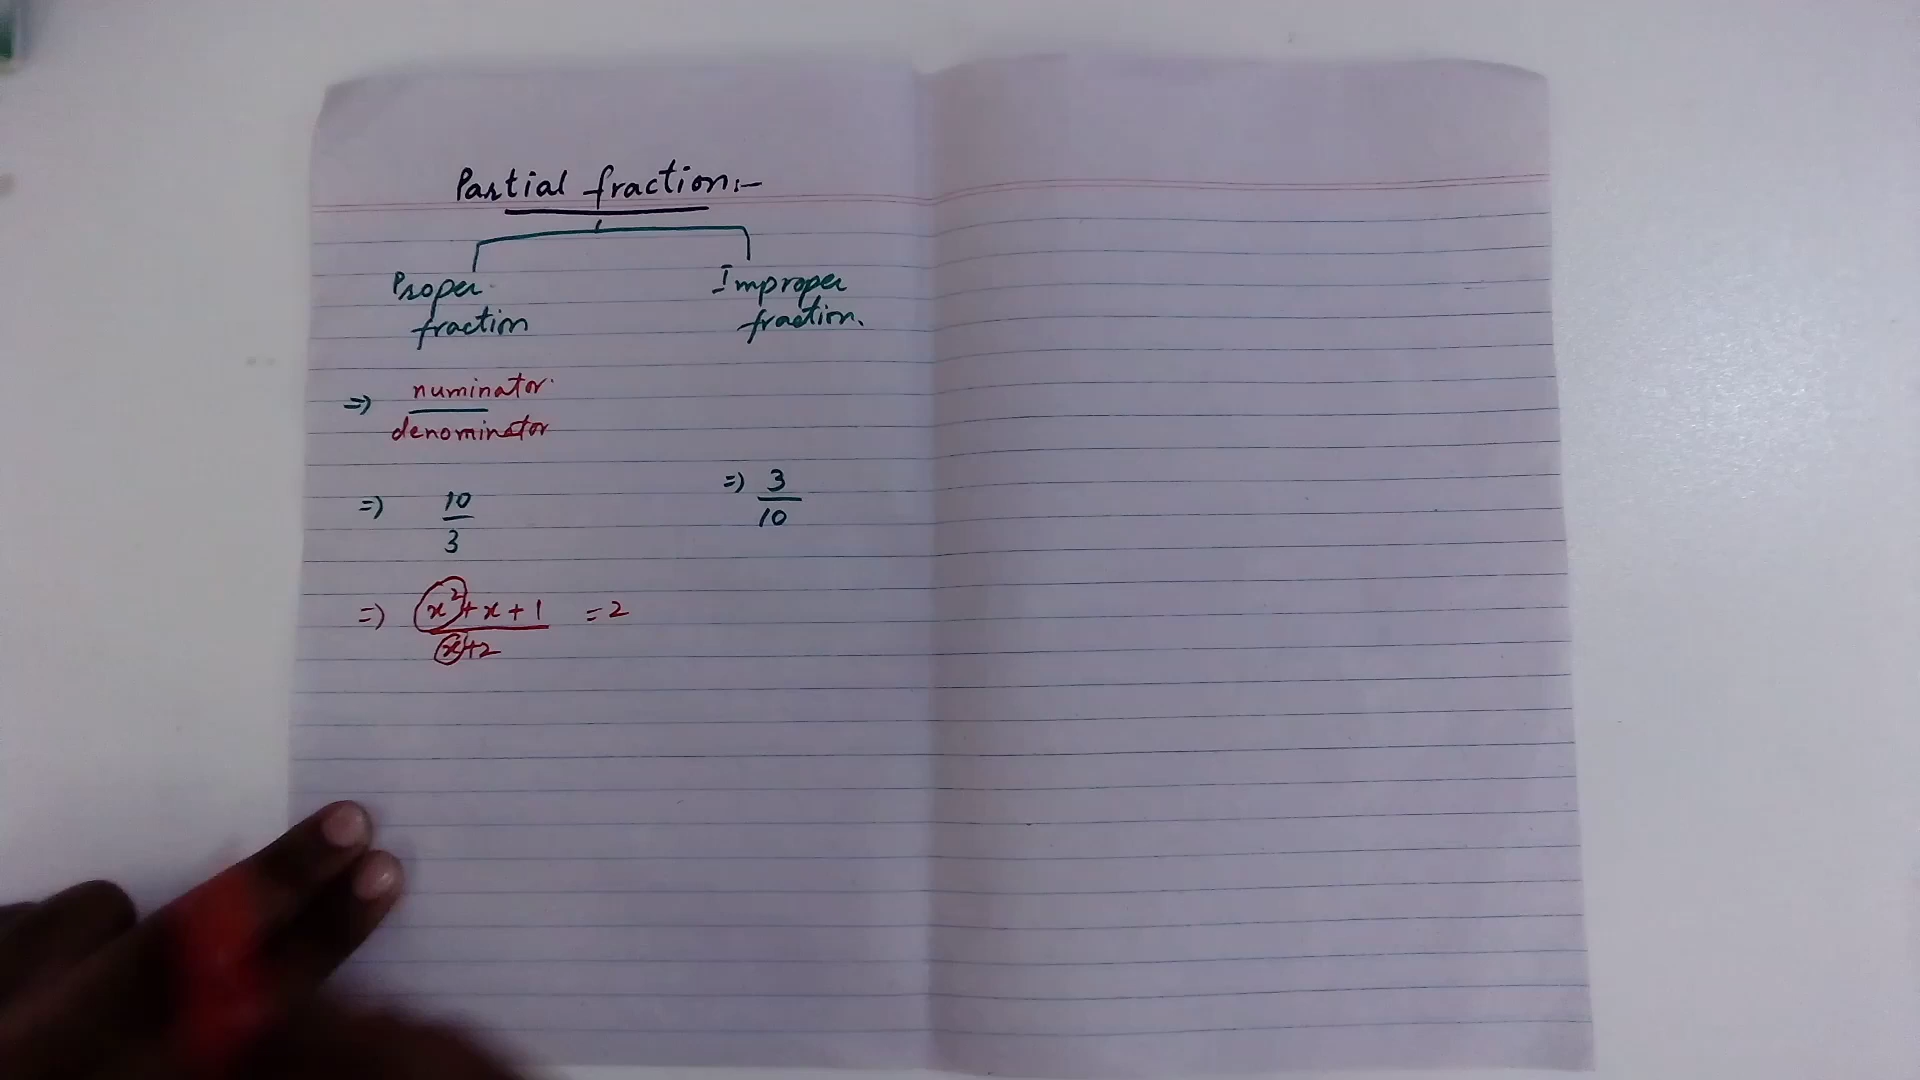 Partial fraction:-
Proper fraction
Improper fraction.
=> numinator
denominator
=> 10/3
=> 3/10
=> x²+x+1 = 2
x+2